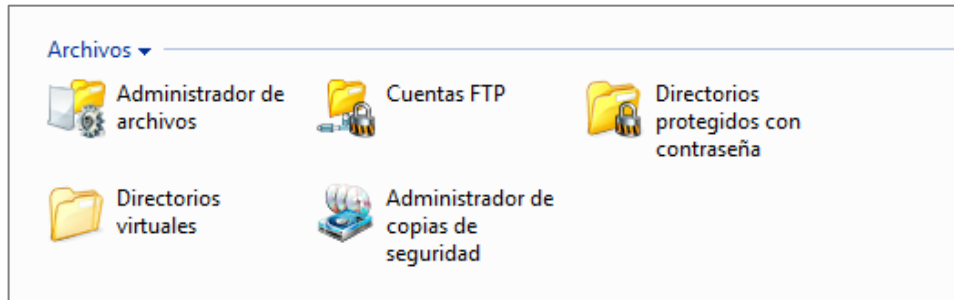 Archivos
Administrador de
archivos
Cuentas FTP
Directorios
protegidos con
contraseña
Directorios
virtuales
Administrador de
copias de
seguridad